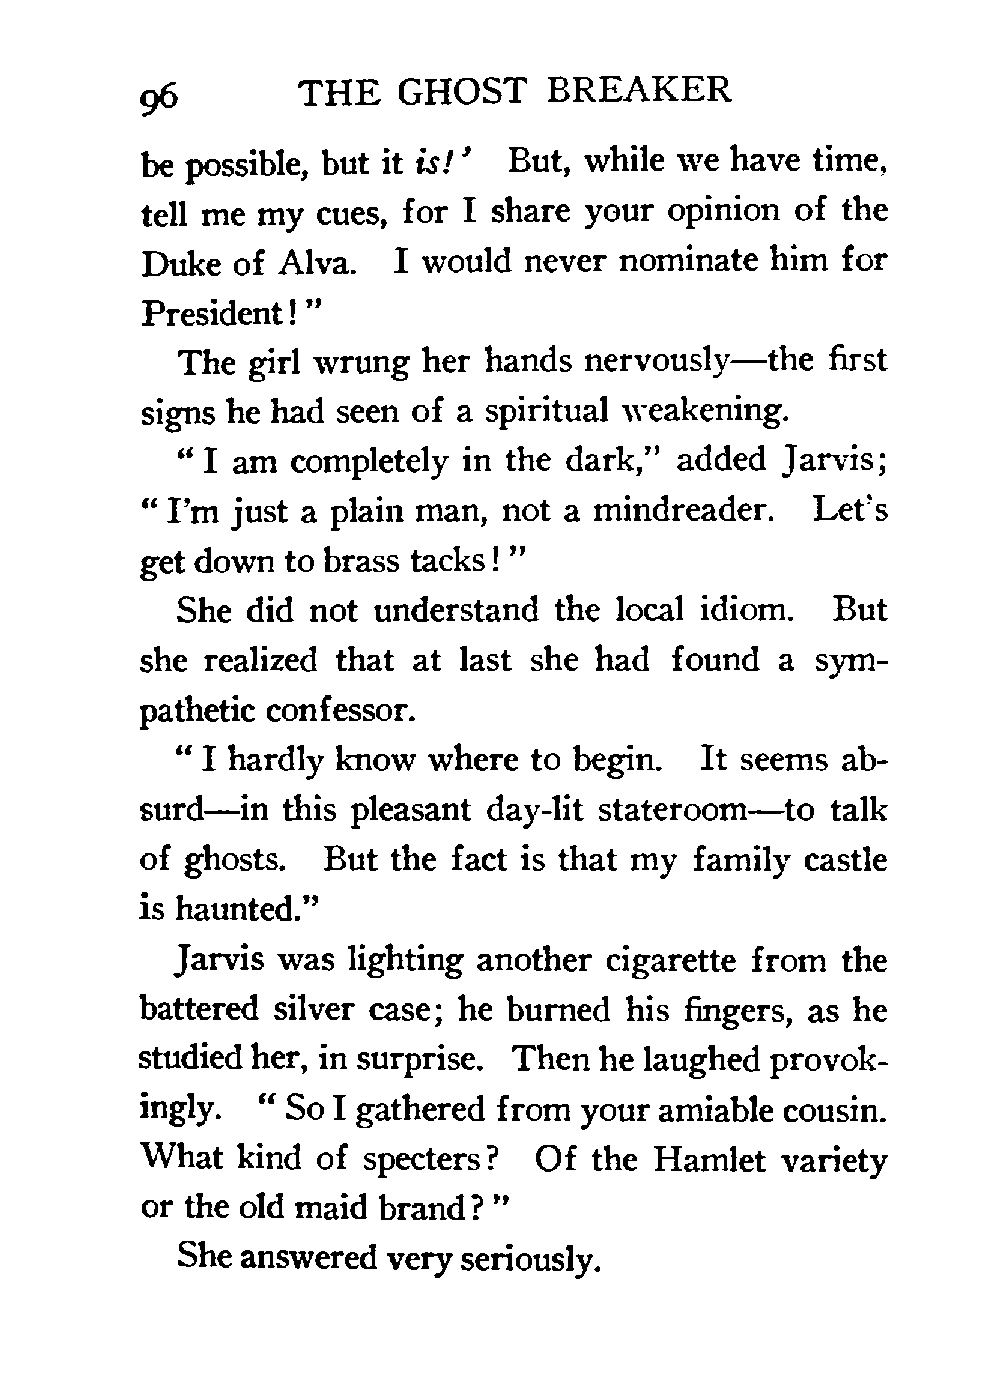 96 THE GHOST BREAKER
be possible, but it is!’ But, while we have time,
tell me my cues, for I share your opinion of the
Duke of Alva. I would never nominate him for
President!”
The girl wrung her hands nervously—the first
signs he had seen of a spiritual weakening.
“I am completely in the dark,” added Jarvis;
“I’m just a plain man, not a mindreader. Let’s
get down to brass tacks!”
She did not understand the local idiom. But
she realized that at last she had found a sym-
pathetic confessor.
“I hardly know where to begin. It seems ab-
surd—in this pleasant day-lit stateroom—to talk
of ghosts. But the fact is that my family castle
is haunted.”
Jarvis was lighting another cigarette from the
battered silver case; he burned his fingers, as he
studied her, in surprise. Then he laughed provok-
ingly. “So I gathered from your amiable cousin.
What kind of specters? Of the Hamlet variety
or the old maid brand?”
She answered very seriously.